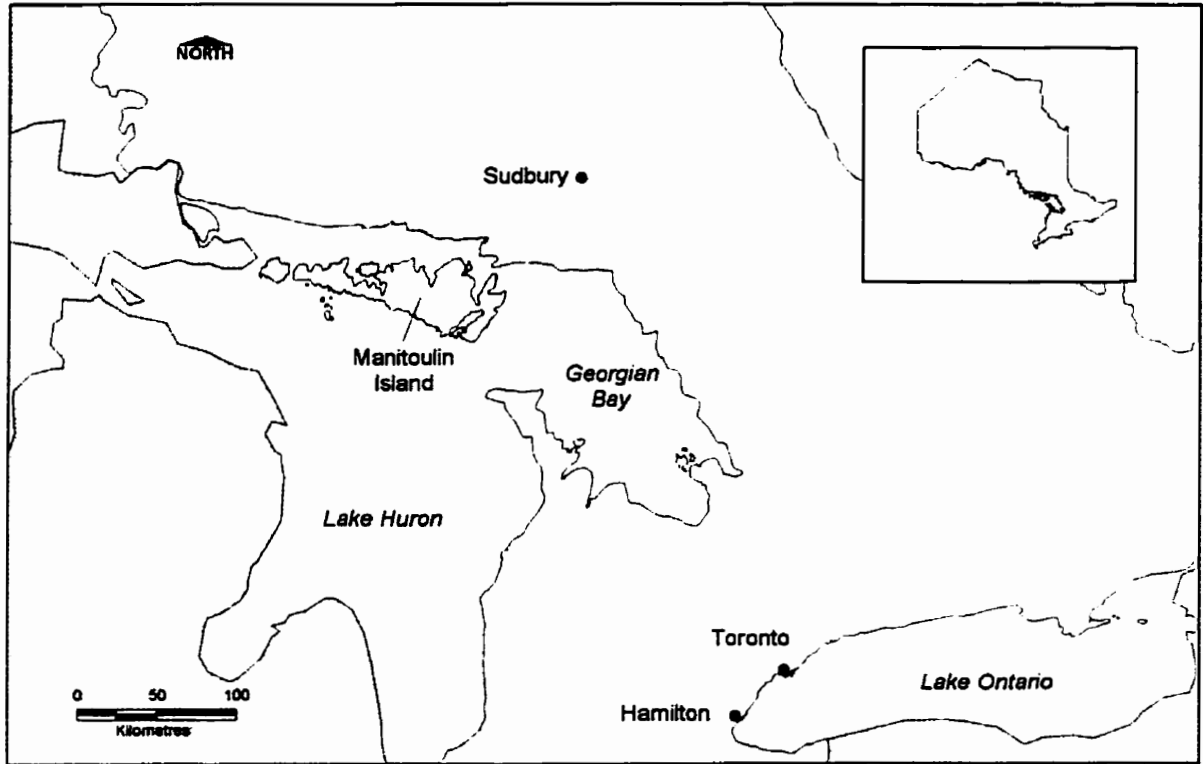 NORTH
Sudbury
Manitoulin
Island
Georgian
Bay
Lake Huron
Toronto
Lake Ontario
Hamilton
0 50 100
Kilometres